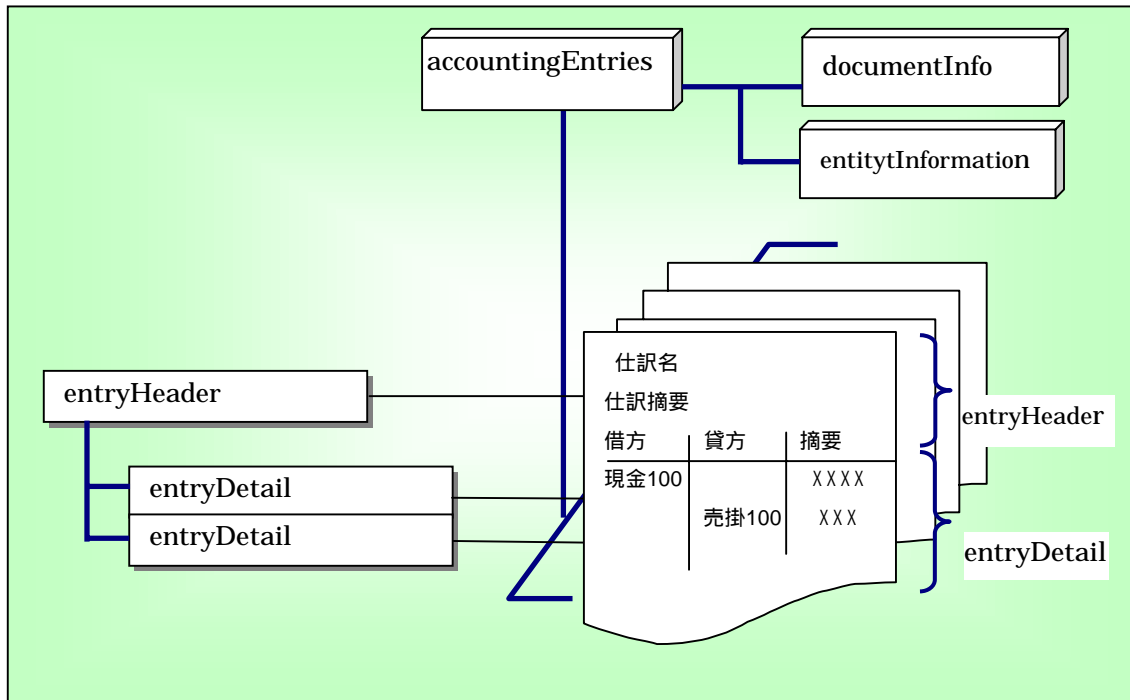 accountingEntries
documentInfo
entitytInformation
仕訳名
仕訳摘要
借方 貸方 摘要
現金100 XXXX
売掛100 XXX
entryHeader
entryDetail
entryDetail
entryHeader
entryDetail